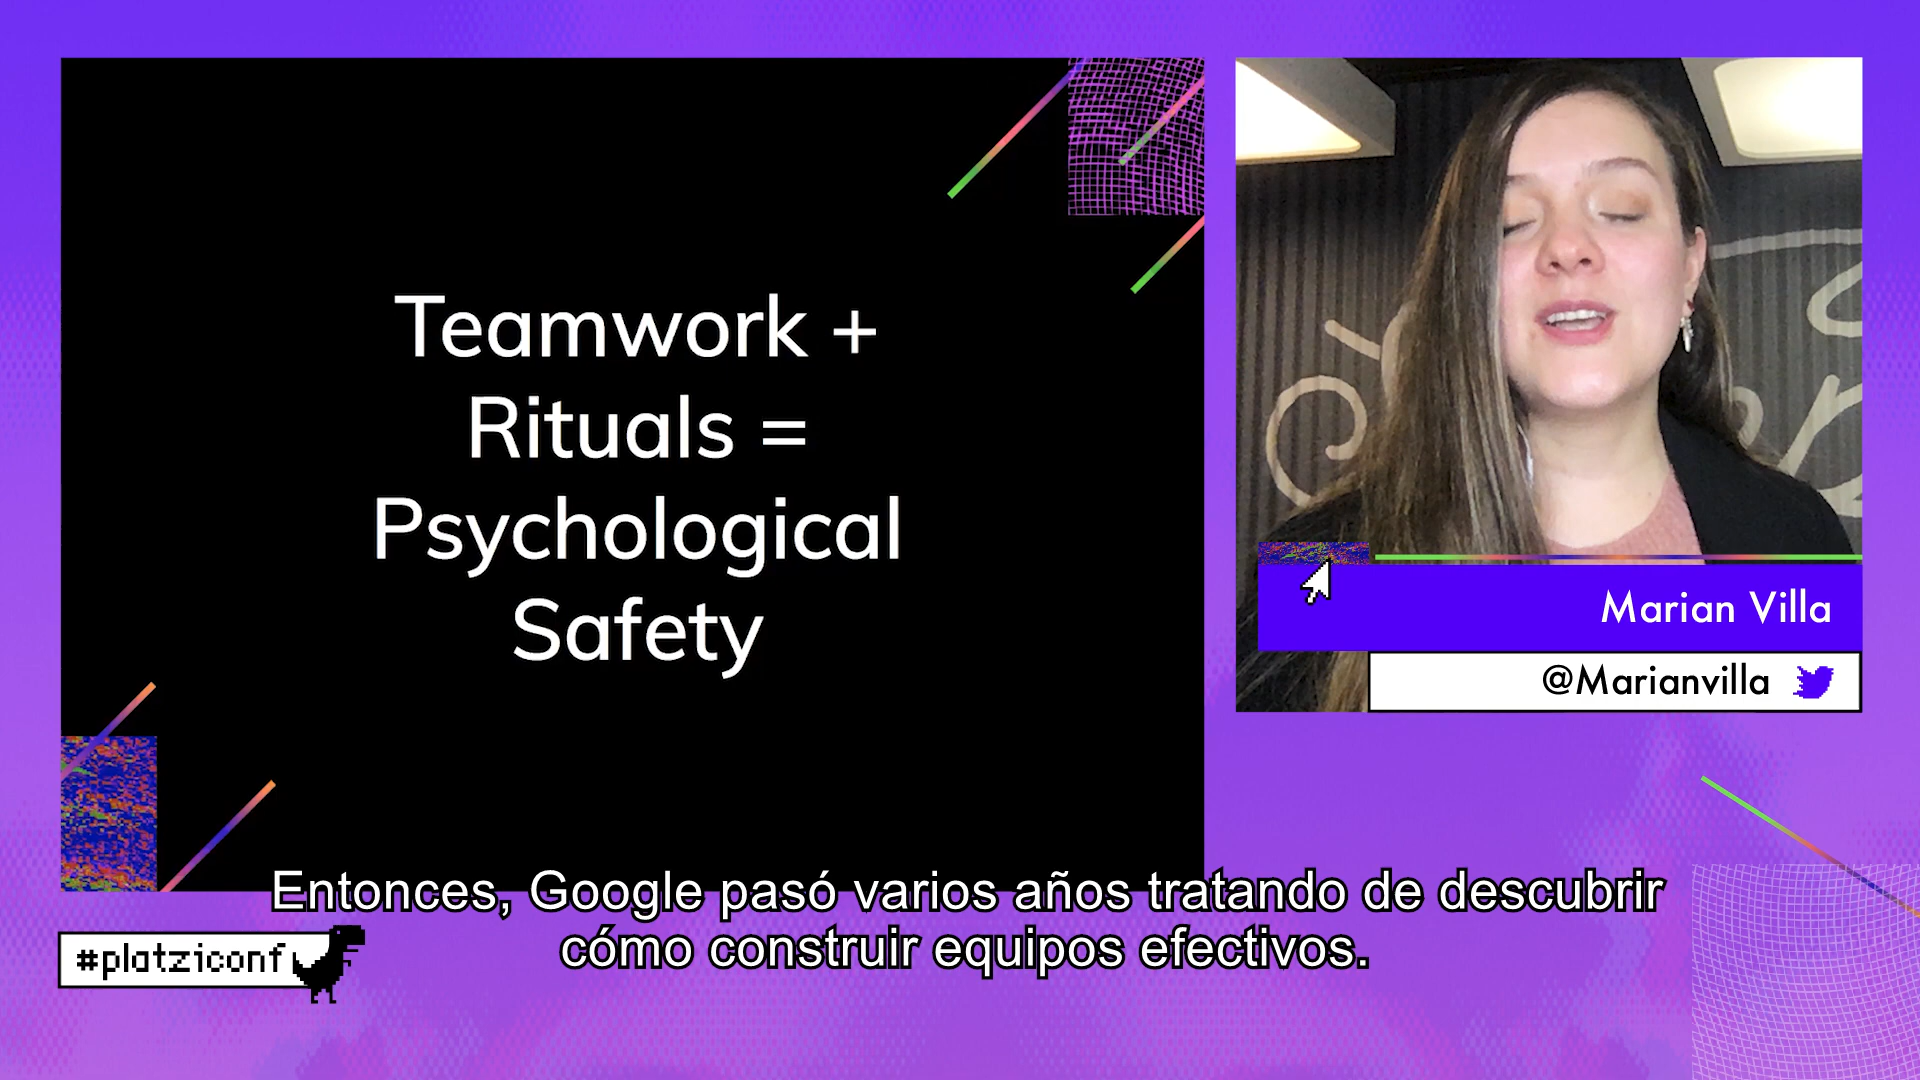 Teamwork +
Rituals =
Psychological
Safety
Marian Villa
@Marianvilla
Entonces, Google pasó varios años tratando de descubrir
cómo construir equipos efectivos.
#platziconf